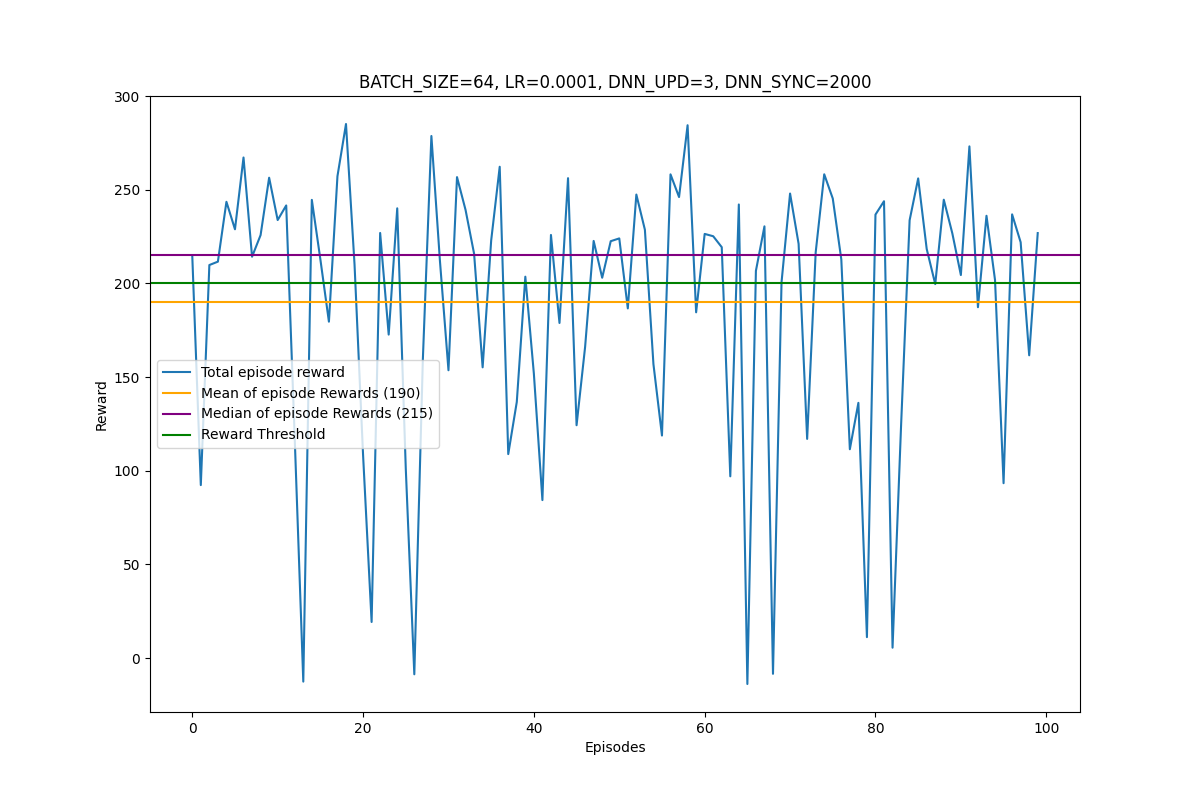 BATCH_SIZE=64, LR=0.0001, DNN_UPD=3, DNN_SYNC=2000
300
250
200
150
100
50
0
Reward
Total episode reward
Mean of episode Rewards (190)
Median of episode Rewards (215)
Reward Threshold
0 20 40 60 80 100
Episodes